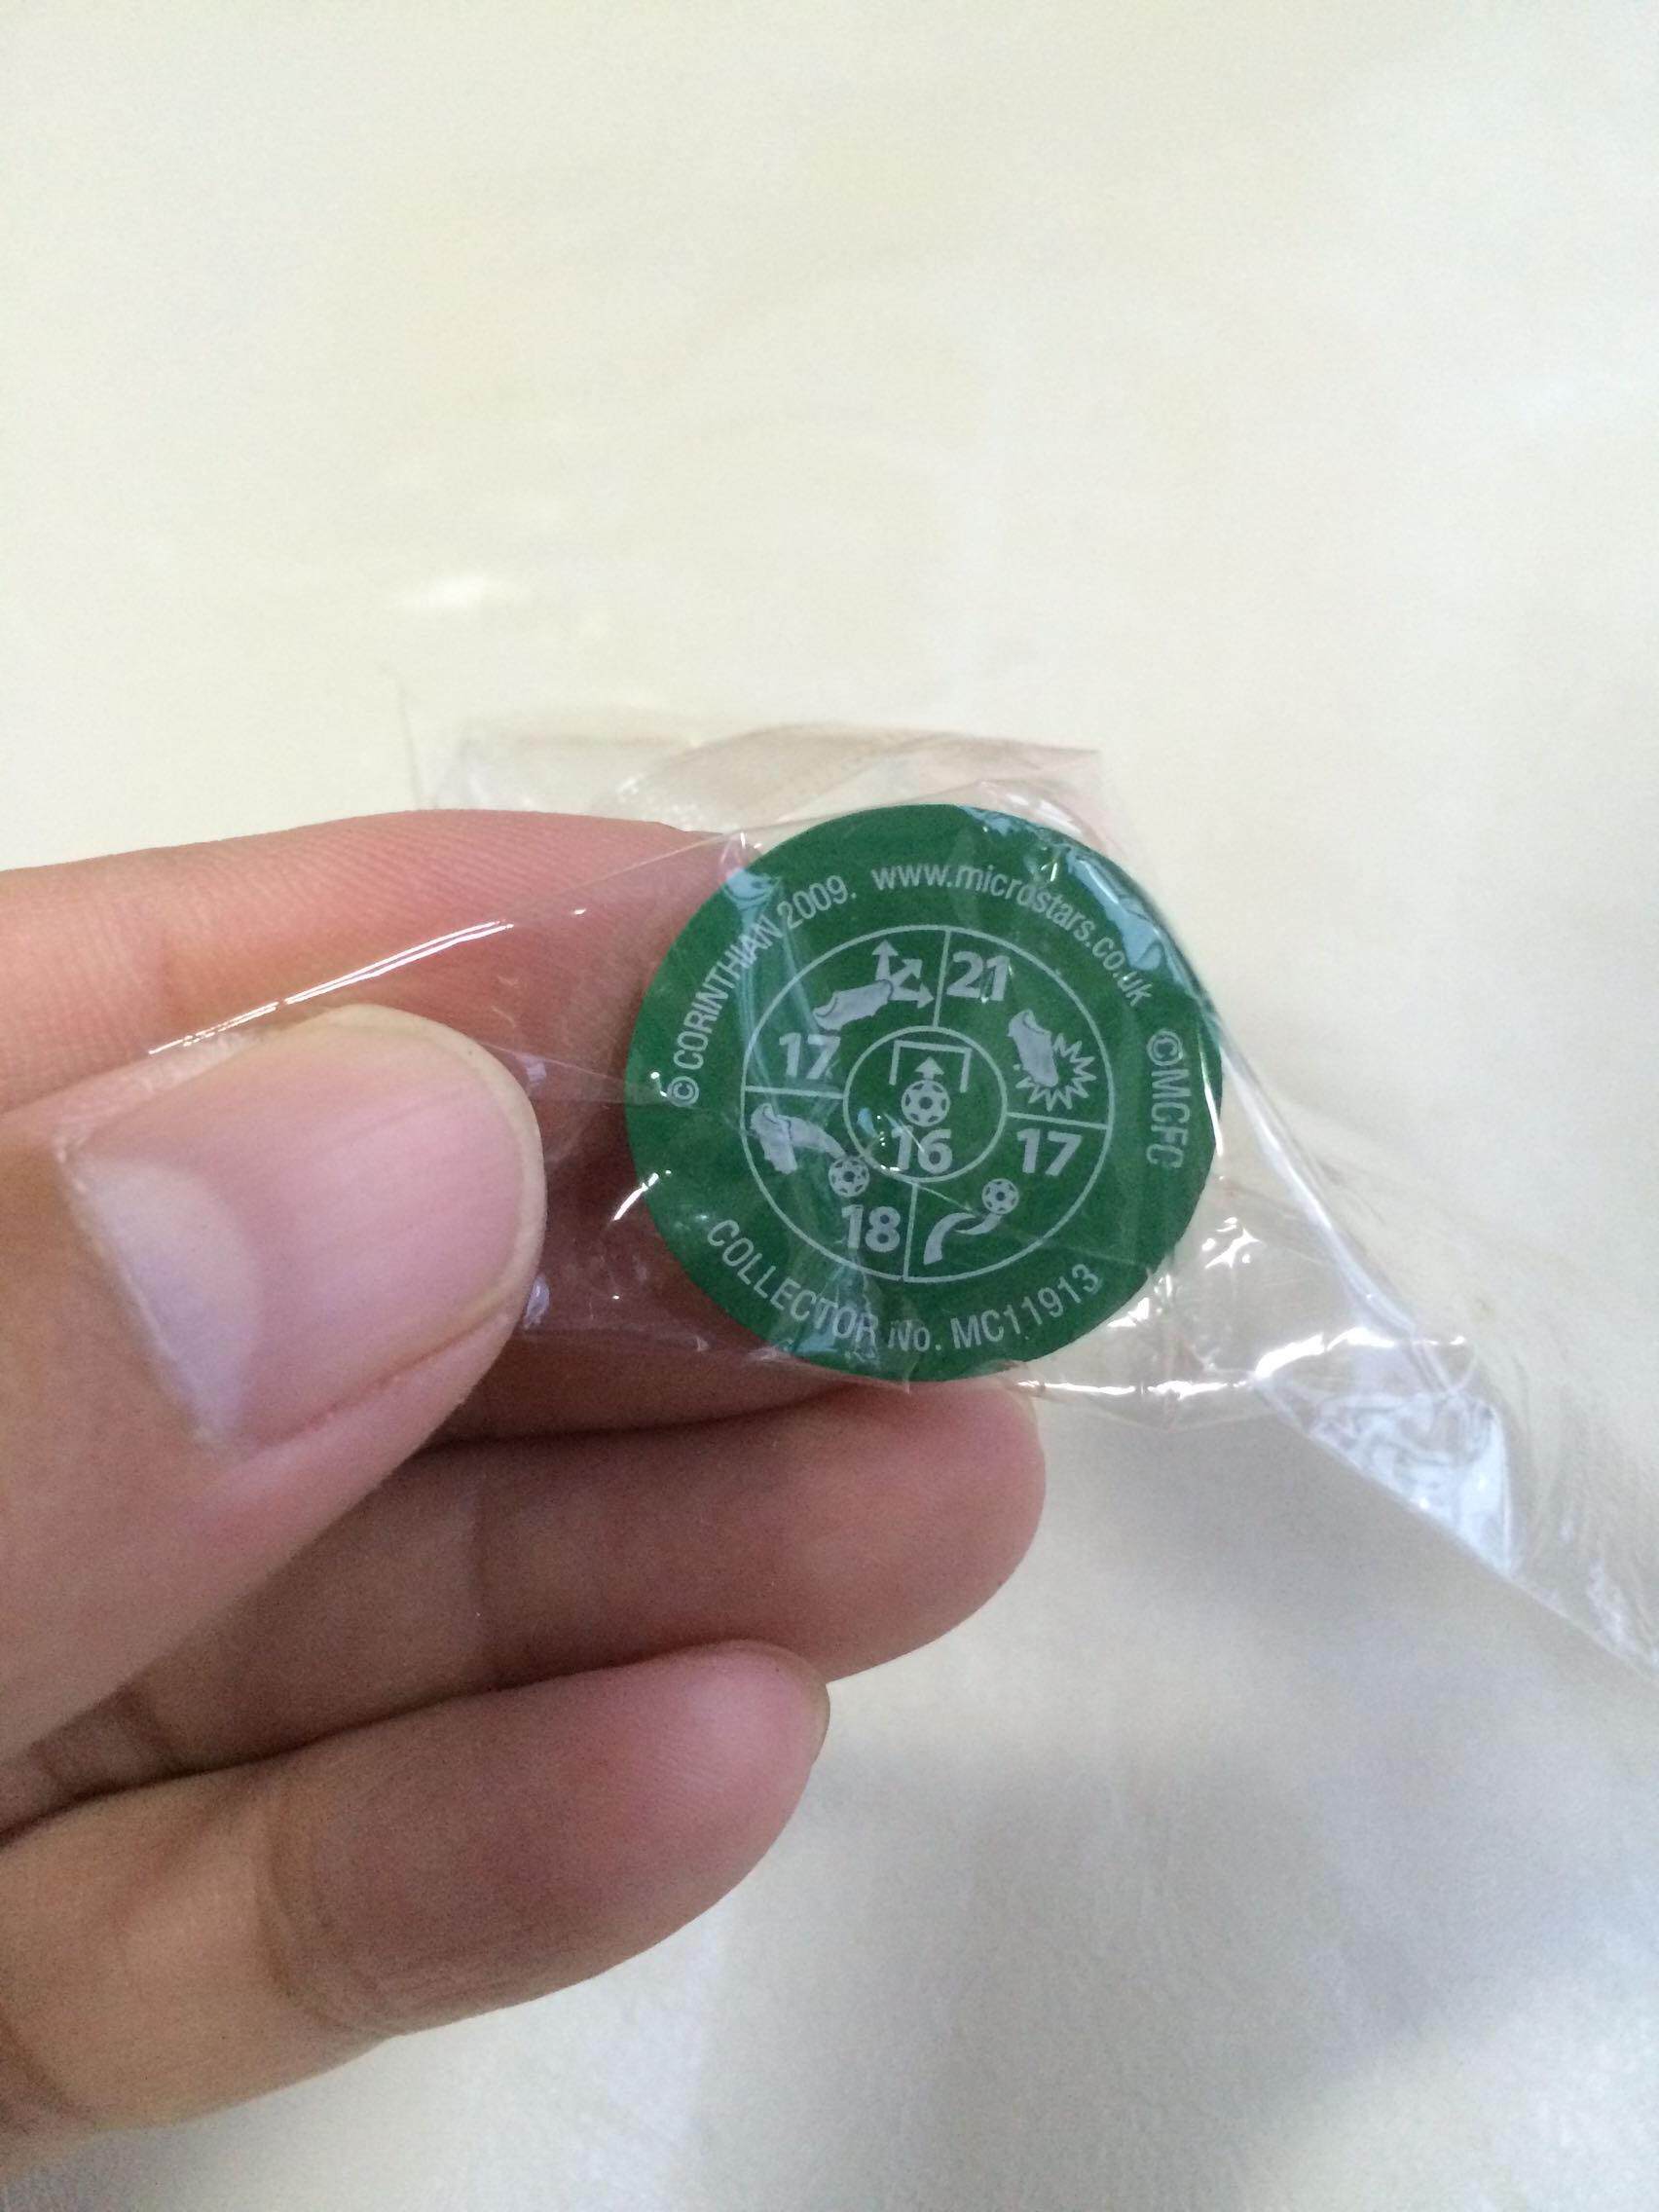 © CORINTHIAN 2009. www.microstars.co.uk ©MCFC
21
17
16
17
18
COLLECTOR No. MC11913